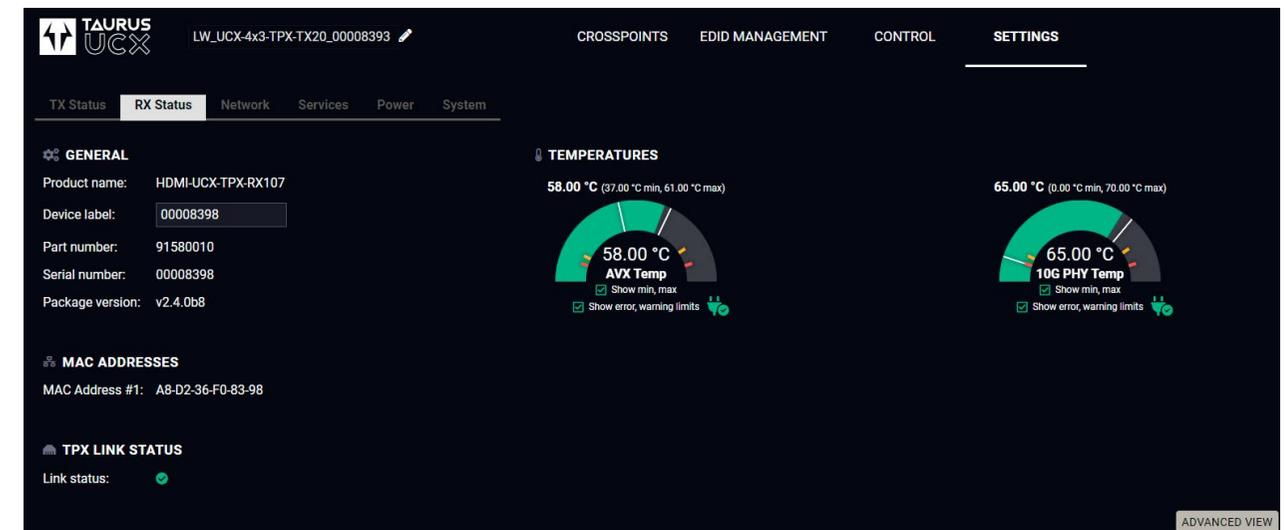 TAURUS
UCX
LW_UCX-4x3-TPX-TX20_00008393
CROSSPOINTS EDID MANAGEMENT CONTROL SETTINGS
TX Status RX Status Network Services Power System
GENERAL
Product name: HDMI-UCX-TPX-RX107
Device label: 00008398
Part number: 91580010
Serial number: 00008398
Package version: v2.4.0b8
MAC ADDRESSES
MAC Address #1: A8-D2-36-F0-83-98
TPX LINK STATUS
Link status:
TEMPERATURES
58.00 °C (37.00 °C min, 61.00 °C max)
58.00 °C
AVX Temp
Show min, max
Show error, warning limits
65.00 °C (0.00 °C min, 70.00 °C max)
65.00 °C
10G PHY Temp
Show min, max
Show error, warning limits
ADVANCED VIEW